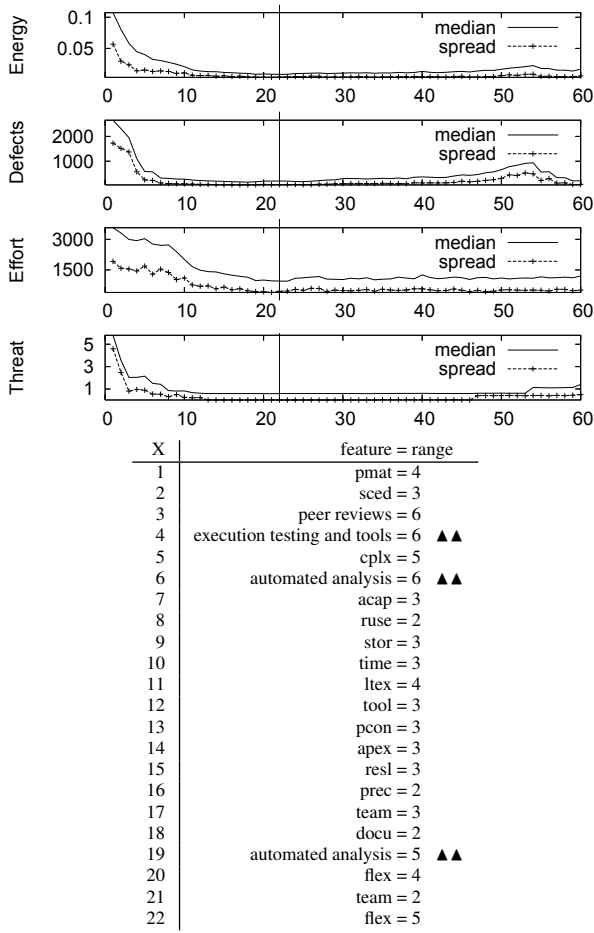 Energy
0.1
0.05
median
spread
0 10 20 30 40 50 60
Defects
2000
1000
median
spread
0 10 20 30 40 50 60
Effort
3000
1500
median
spread
0 10 20 30 40 50 60
Threat
5
3
1
median
spread
0 10 20 30 40 50 60
X feature = range
1 pmat = 4
2 sced = 3
3 peer reviews = 6
4 execution testing and tools = 6 ▲▲
5 cplx = 5
6 automated analysis = 6 ▲▲
7 acap = 3
8 ruse = 2
9 stor = 3
10 time = 3
11 ltex = 4
12 tool = 3
13 pcon = 3
14 apex = 3
15 resl = 3
16 prec = 2
17 team = 3
18 docu = 2
19 automated analysis = 5 ▲▲
20 flex = 4
21 team = 2
22 flex = 5